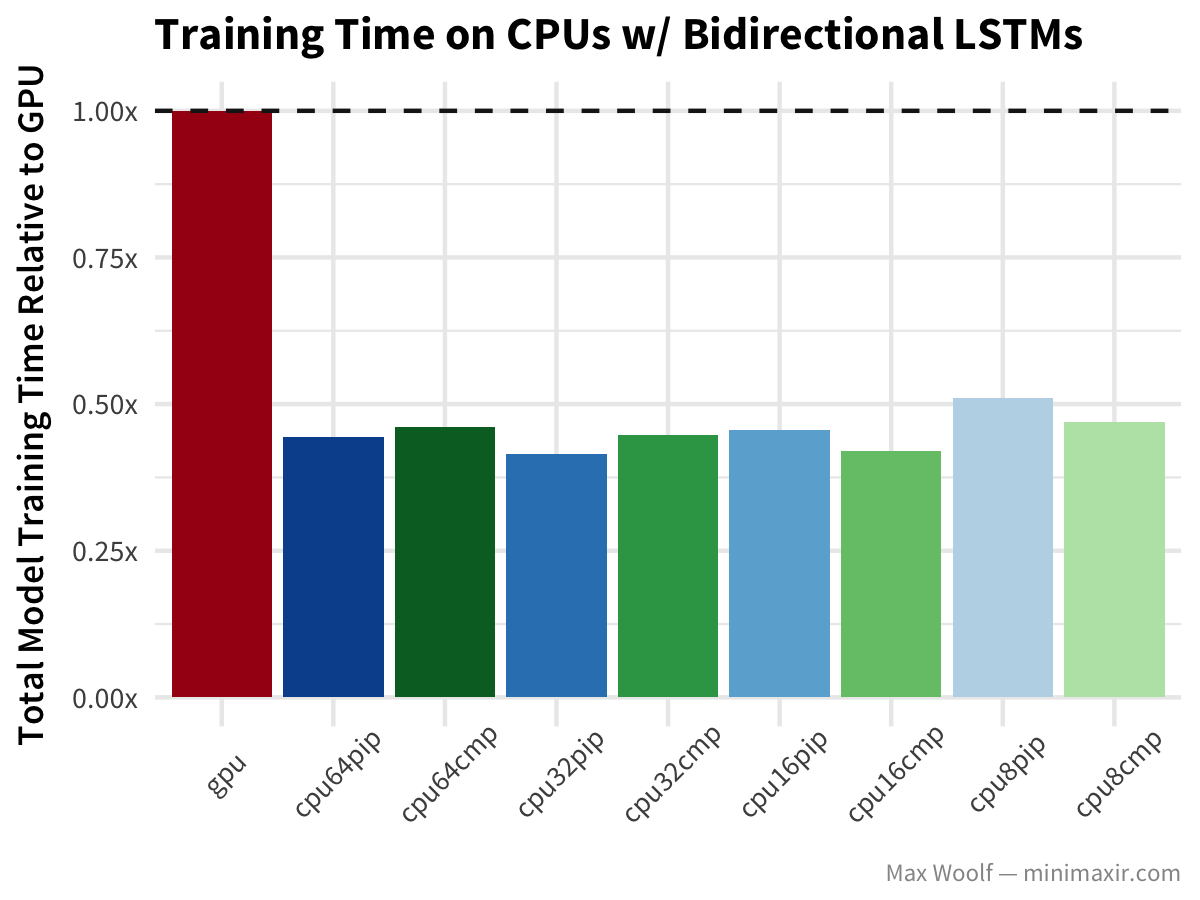 Training Time on CPUs w/ Bidirectional LSTMs
Total Model Training Time Relative to GPU
1.00x
0.75x
0.50x
0.25x
0.00x
gpu
cpu64pip
cpu64cmp
cpu32pip
cpu32cmp
cpu16pip
cpu16cmp
cpu8pip
cpu8cmp
Max Woolf — minimaxir.com